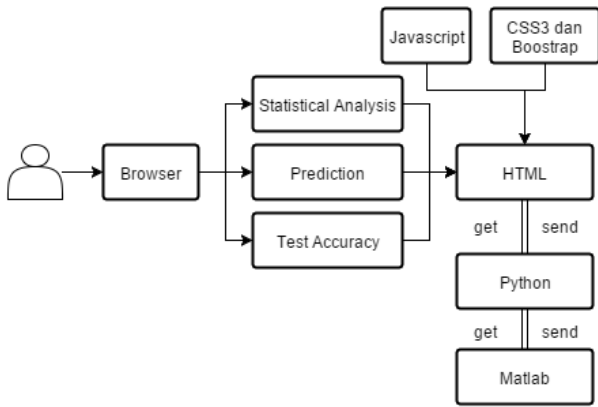 Javascript
CSS3 dan
Boostrap
Statistical Analysis
Browser
Prediction
HTML
Test Accuracy
get
send
Python
get
send
Matlab